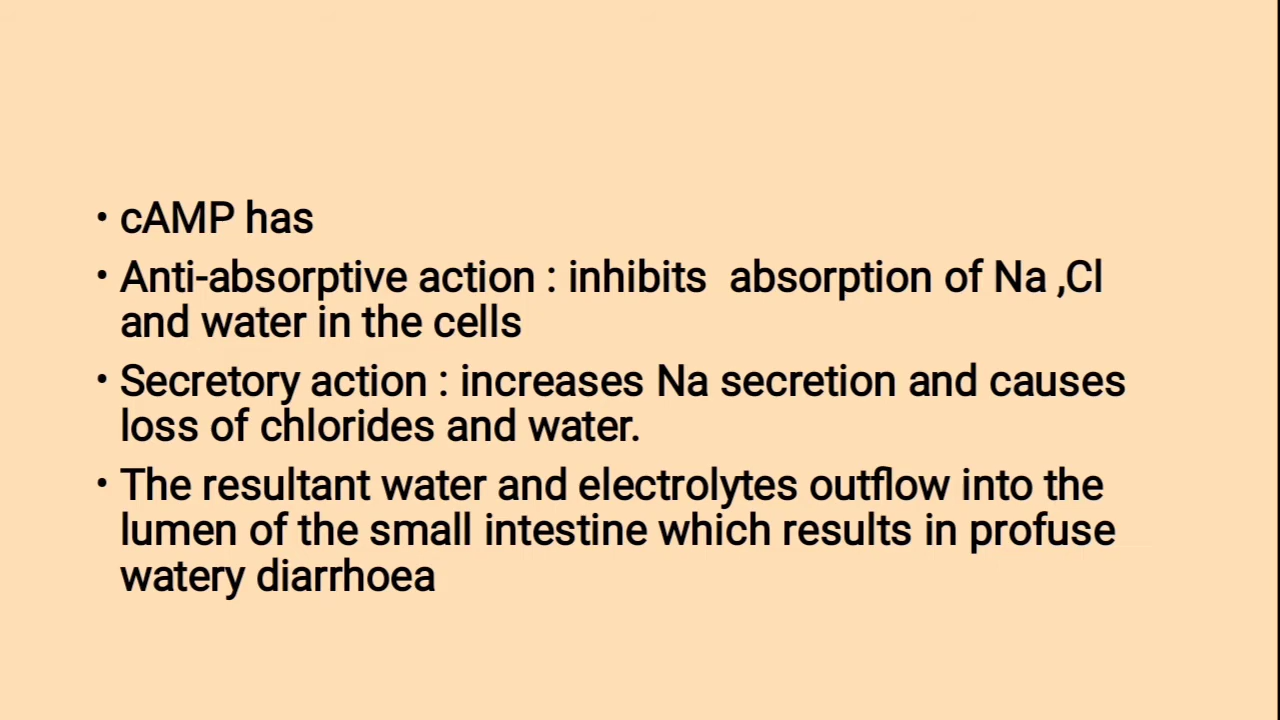 • cAMP has
• Anti-absorptive action : inhibits  absorption of Na ,Cl
and water in the cells
• Secretory action : increases Na secretion and causes
loss of chlorides and water.
• The resultant water and electrolytes outflow into the
lumen of the small intestine which results in profuse
watery diarrhoea